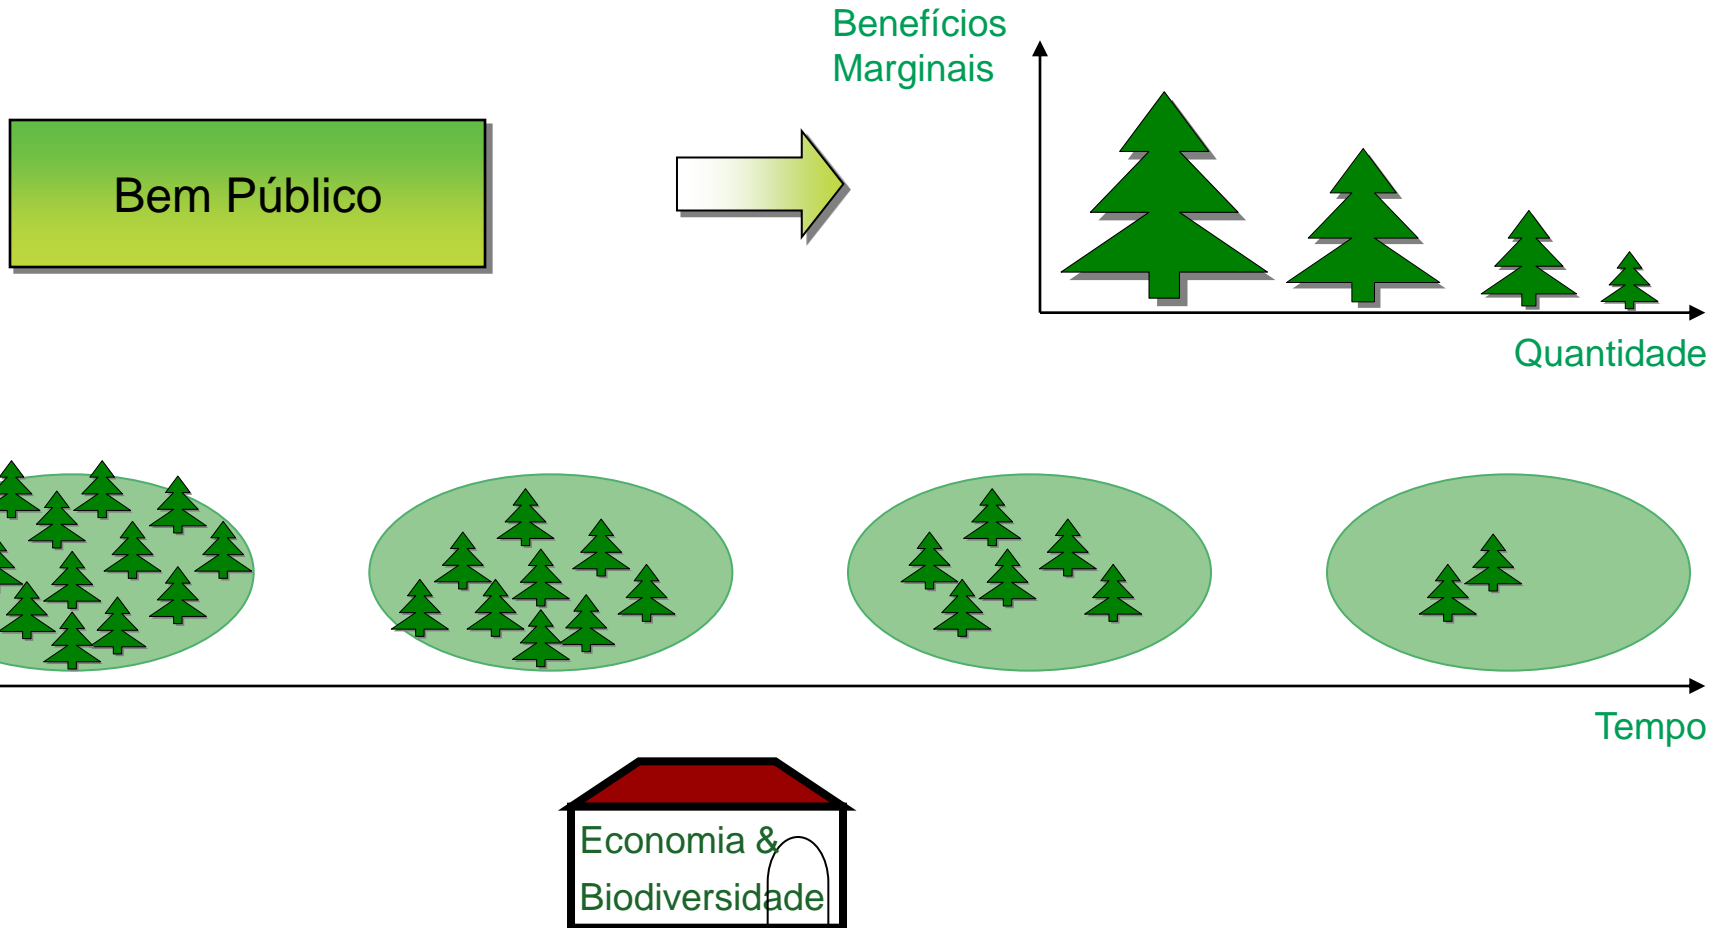 Benefícios
Marginais
Bem Público
Quantidade
Tempo
Economia &
Biodiversidade